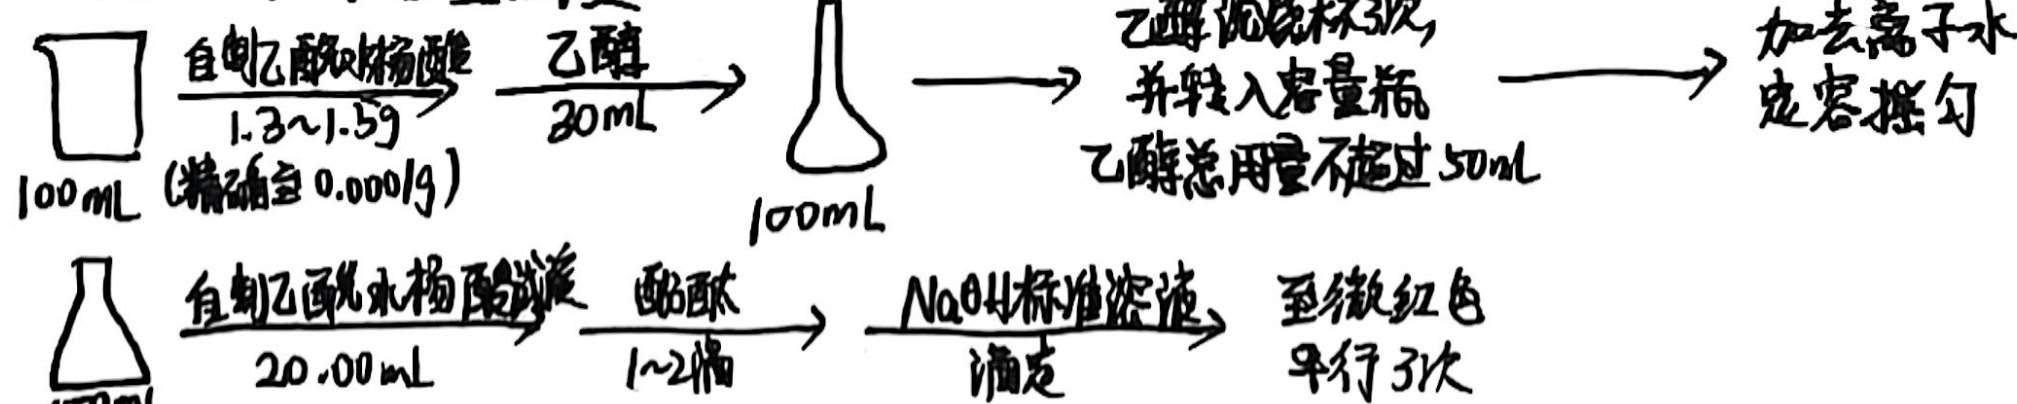 自制乙酰水杨酸
1.3~1.5g
(精确至0.0001g)
100mL
乙醇
30mL
100mL
乙醇洗烧杯3次,
并转入容量瓶
乙醇总用量不超过50mL
加去离子水
定容摇匀
自制乙酰水杨酸试液
20.00mL
酚酞
1~2滴
NaOH标准溶液
滴定
至微红色
平行3次